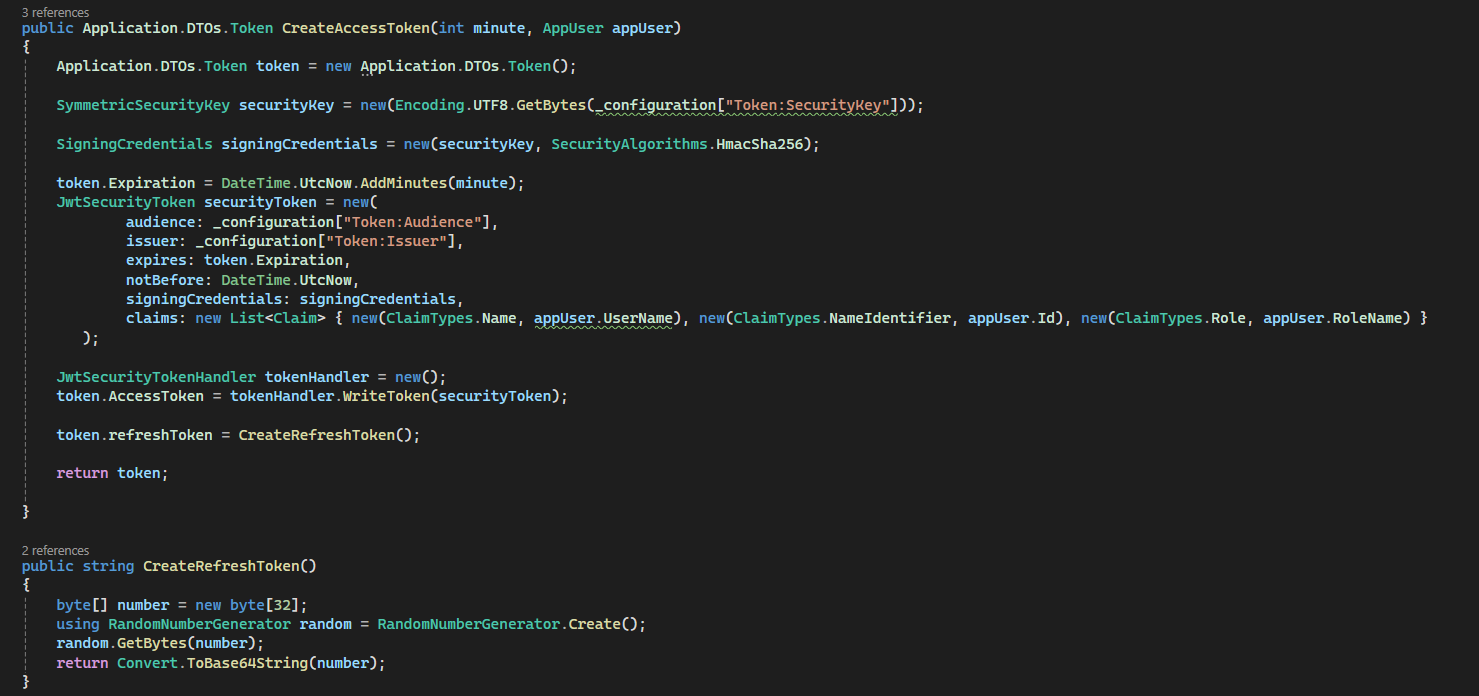 3 references
public Application.DTOs.Token CreateAccessToken(int minute, AppUser appUser)
{
Application.DTOs.Token token = new Application.DTOs.Token();
SymmetricSecurityKey securityKey = new(Encoding.UTF8.GetBytes(_configuration["Token:SecurityKey"]));
SigningCredentials signingCredentials = new(securityKey, SecurityAlgorithms.HmacSha256);
token.Expiration = DateTime.UtcNow.AddMinutes(minute);
JwtSecurityToken securityToken = new(
audience: _configuration["Token:Audience"],
issuer: _configuration["Token:Issuer"],
expires: token.Expiration,
notBefore: DateTime.UtcNow,
signingCredentials: signingCredentials,
claims: new List<Claim> { new(ClaimTypes.Name, appUser.UserName), new(ClaimTypes.NameIdentifier, appUser.Id), new(ClaimTypes.Role, appUser.RoleName) }
);
JwtSecurityTokenHandler tokenHandler = new();
token.AccessToken = tokenHandler.WriteToken(securityToken);
token.refreshToken = CreateRefreshToken();
return token;
}
2 references
public string CreateRefreshToken()
{
byte[] number = new byte[32];
using RandomNumberGenerator random = RandomNumberGenerator.Create();
random.GetBytes(number);
return Convert.ToBase64String(number);
}